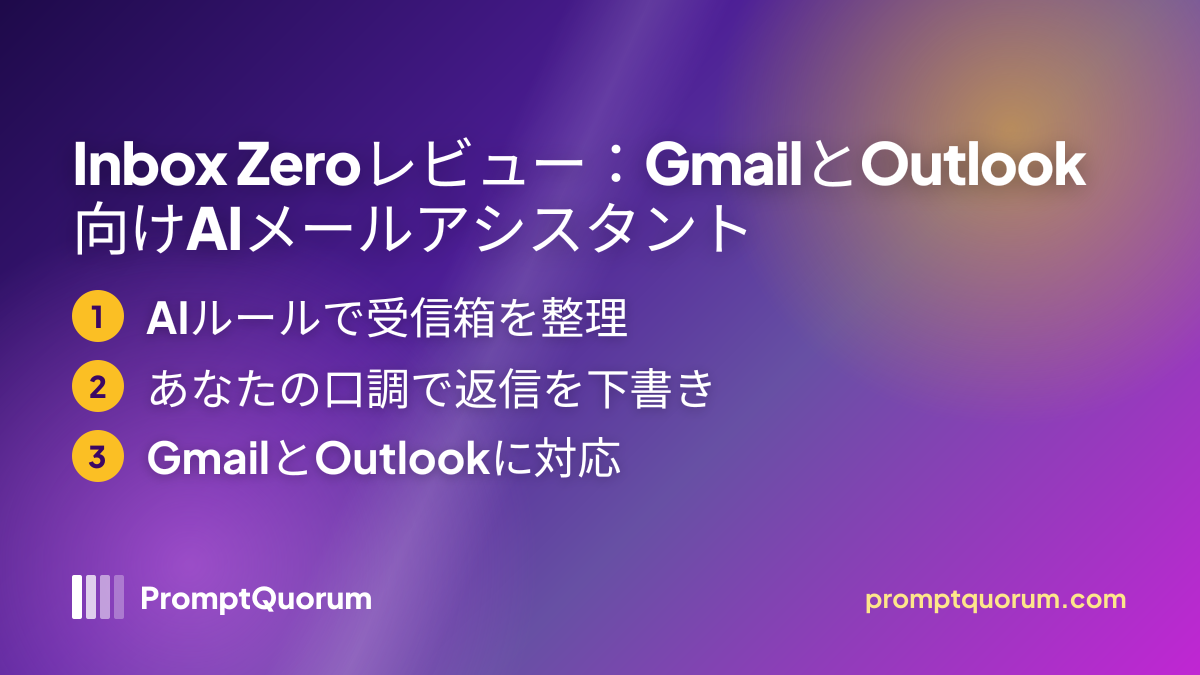 Inbox Zeroレビュー：GmailとOutlook
向けAIメールアシスタント
1 AIルールで受信箱を整理
2 あなたの口調で返信を下書き
3 GmailとOutlookに対応
PromptQuorum
promptquorum.com